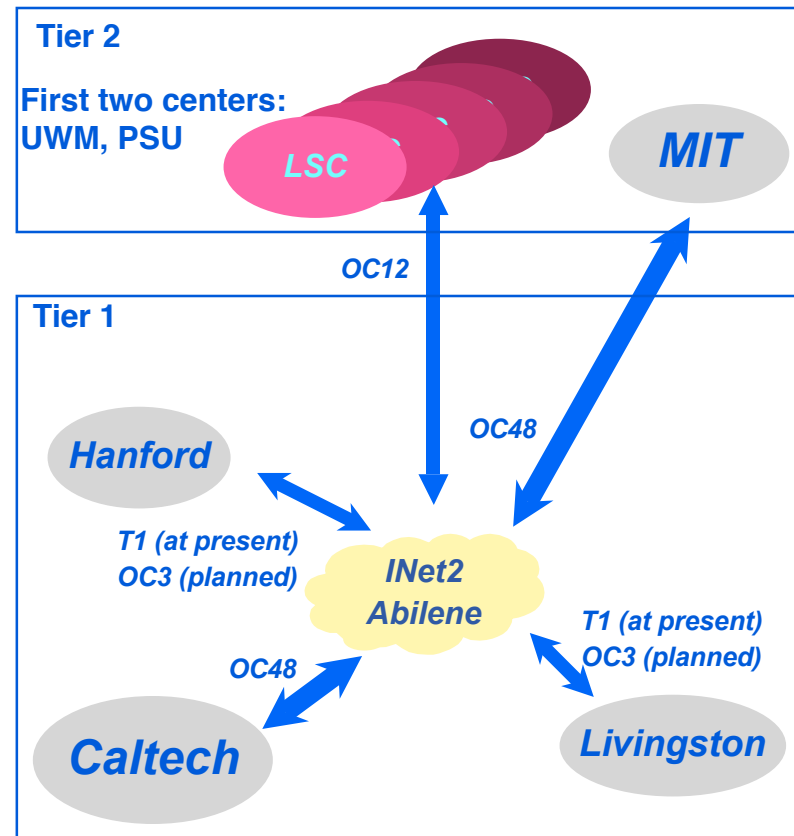 Tier 2
First two centers:
UWM, PSU
LSC
MIT
OC12
Tier 1
OC48
Hanford
T1 (at present)
OC3 (planned)
INet2
Abilene
T1 (at present)
OC3 (planned)
OC48
Caltech
Livingston